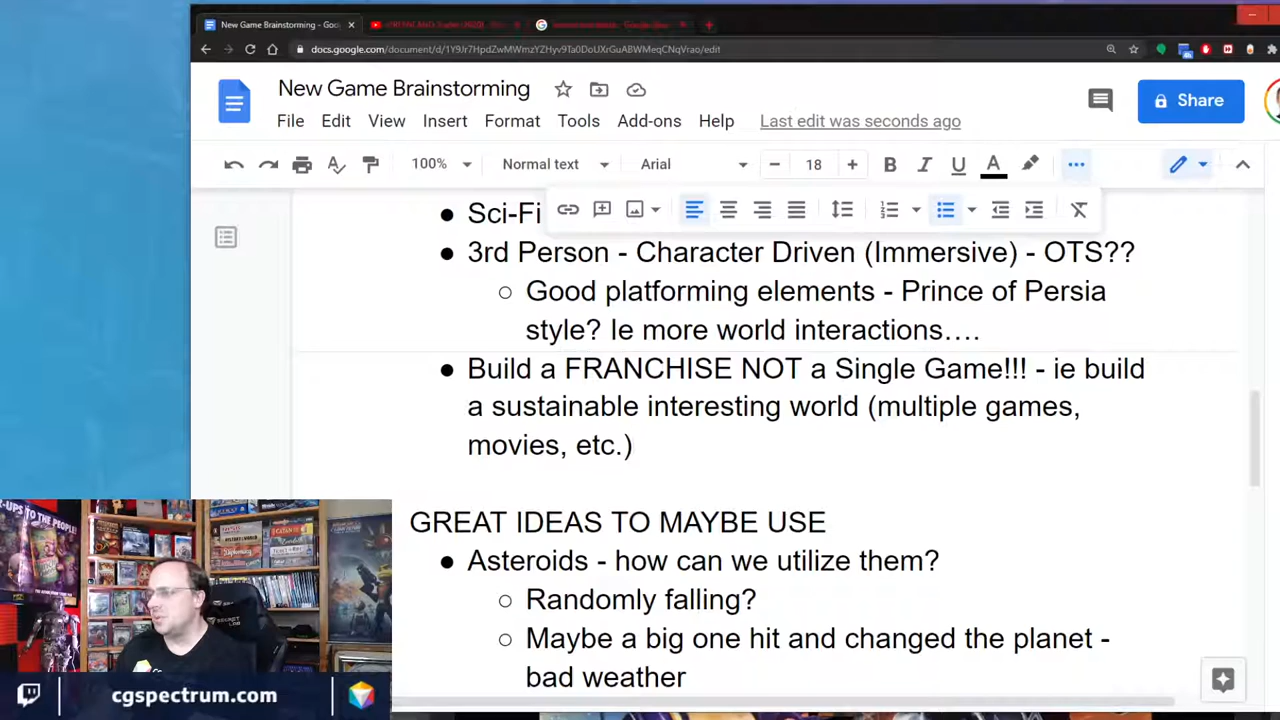 New Game Brainstorming - Goo
docs.google.com/document/d/1Y9Jr7HpdZwMWmzYZHyv9Ta0DoUXrGuABWMeqCNqVrao/edit
New Game Brainstorming
File Edit View Insert Format Tools Add-ons Help Last edit was seconds ago
Share
100% Normal text Arial 18 B I U A
Sci-Fi
3rd Person - Character Driven (Immersive) - OTS??
Good platforming elements - Prince of Persia
style? Ie more world interactions….
Build a FRANCHISE NOT a Single Game!!! - ie build
a sustainable interesting world (multiple games,
movies, etc.)
GREAT IDEAS TO MAYBE USE
Asteroids - how can we utilize them?
Randomly falling?
Maybe a big one hit and changed the planet -
bad weather
cgspectrum.com